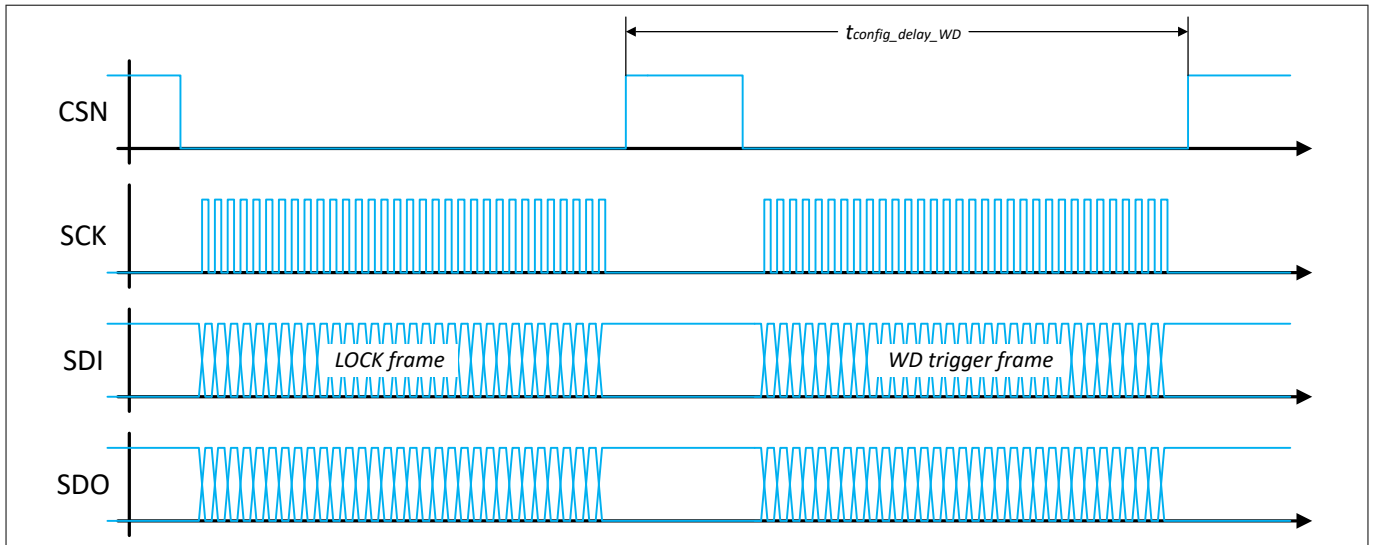 tconfig_delay_WD
CSN
SCK
SDI
LOCK frame
WD trigger frame
SDO